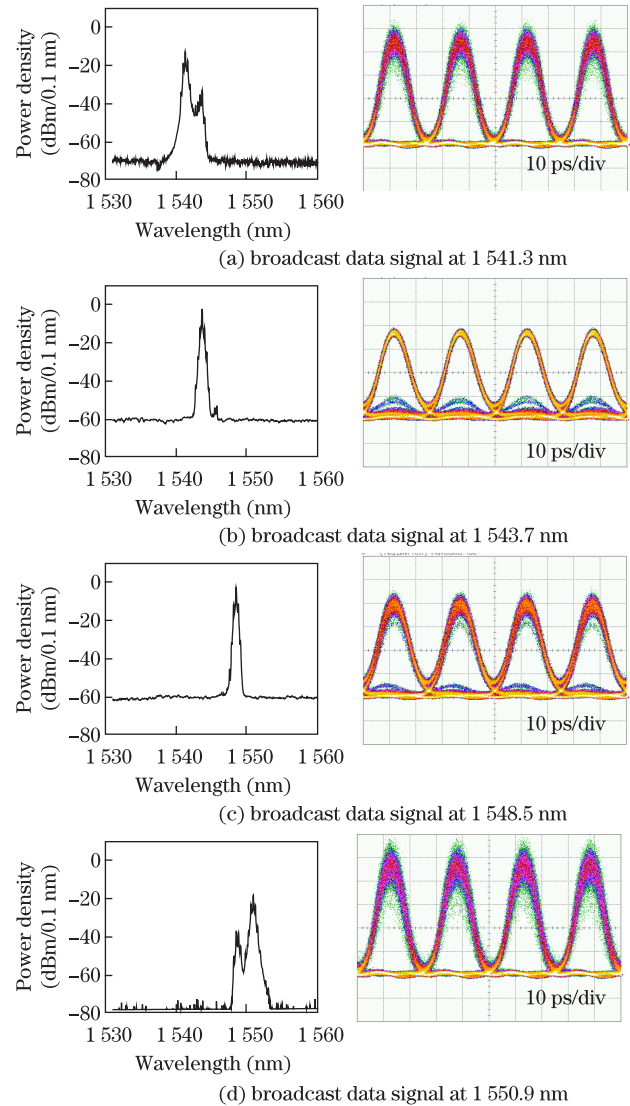 Power density
(dBm/0.1 nm)
0
−20
−40
−60
−80
1 530 1 540 1 550 1 560
Wavelength (nm)
10 ps/div
(a) broadcast data signal at 1 541.3 nm
Power density
(dBm/0.1 nm)
0
−20
−40
−60
−80
1 530 1 540 1 550 1 560
Wavelength (nm)
10 ps/div
(b) broadcast data signal at 1 543.7 nm
Power density
(dBm/0.1 nm)
0
−20
−40
−60
−80
1 530 1 540 1 550 1 560
Wavelength (nm)
10 ps/div
(c) broadcast data signal at 1 548.5 nm
Power density
(dBm/0.1 nm)
0
−20
−40
−60
−80
1 530 1 540 1 550 1 560
Wavelength (nm)
10 ps/div
(d) broadcast data signal at 1 550.9 nm